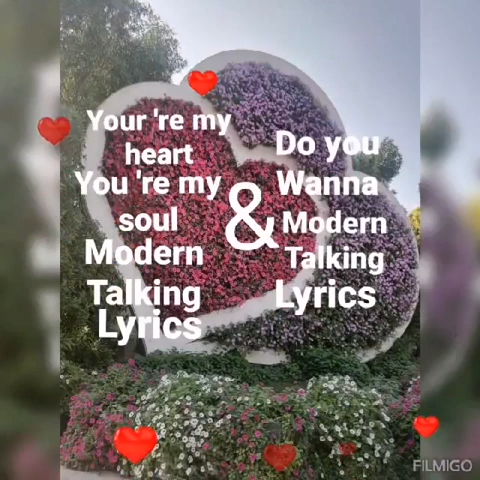 Your 're my
heart
You 're my
soul
Modern
Talking
Lyrics
&
Do you
Wanna
Modern
Talking
Lyrics
FILMIGO